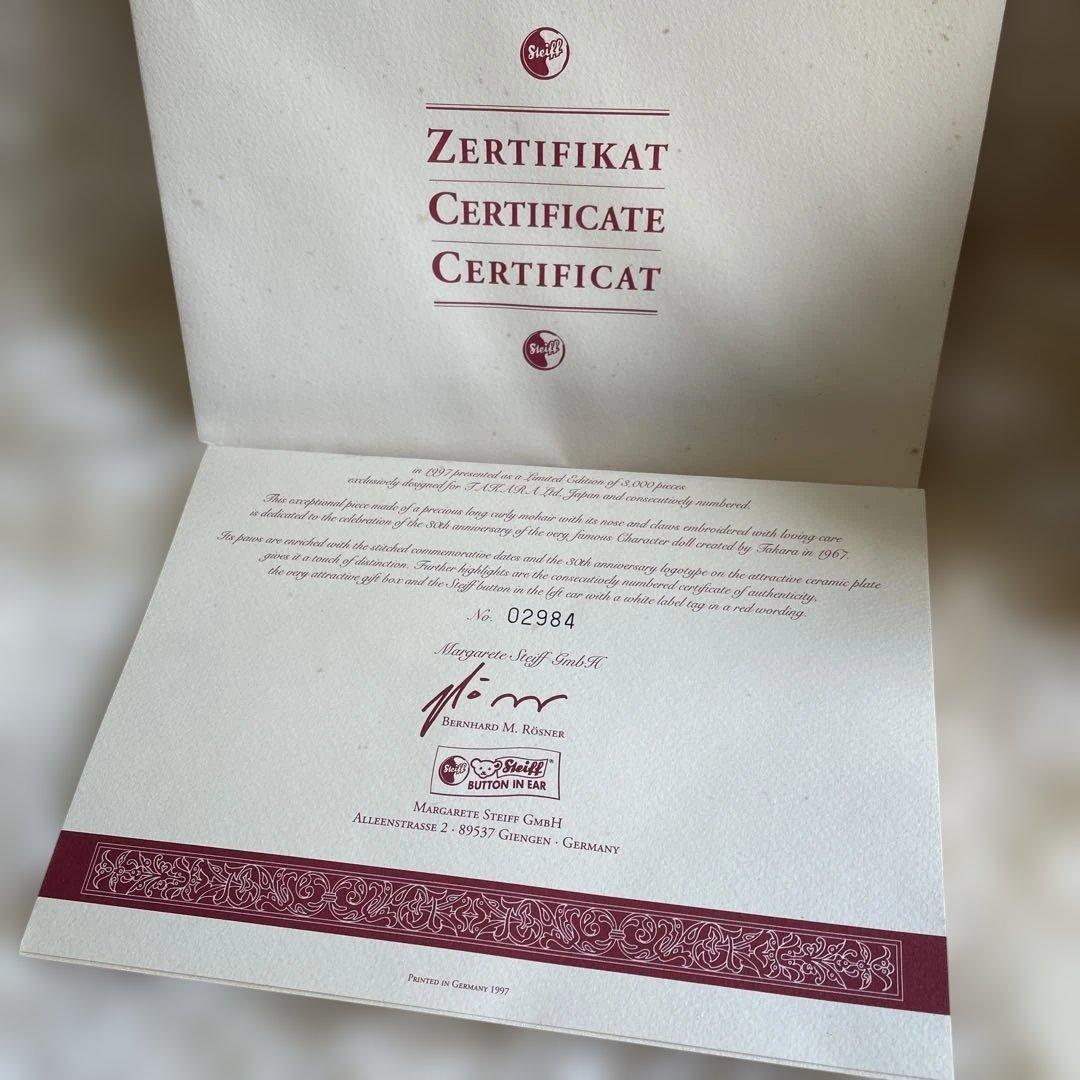 Steiff
ZERTIFIKAT
CERTIFICATE
CERTIFICAT
Steiff
in 1997 presented as a Limited Edition of 3,000 pieces
exclusively designed for TAKARA Ltd. Japan and consecutively numbered.
This exceptional piece made of a precious long curly mohair with its nose and claws embroidered with loving care
is dedicated to the celebration of the 30th anniversary of the very famous Character doll created by Takara in 1967.
Its paws are enriched with the stitched commemorative dates and the 30th anniversary logotype on the attractive ceramic plate
gives it a touch of distinction. Further highlights are the consecutively numbered certificate of authenticity,
the very attractive gift box and the Steiff button in the left ear with a white label tag in a red wording.
No. 02984
Margarete Steiff GmbH
BERNHARD M. RÖSNER
Steiff Steiff®
BUTTON IN EAR
MARGARETE STEIFF GMBH
ALLEENSTRASSE 2 · 89537 GIENGEN · GERMANY
PRINTED IN GERMANY 1997